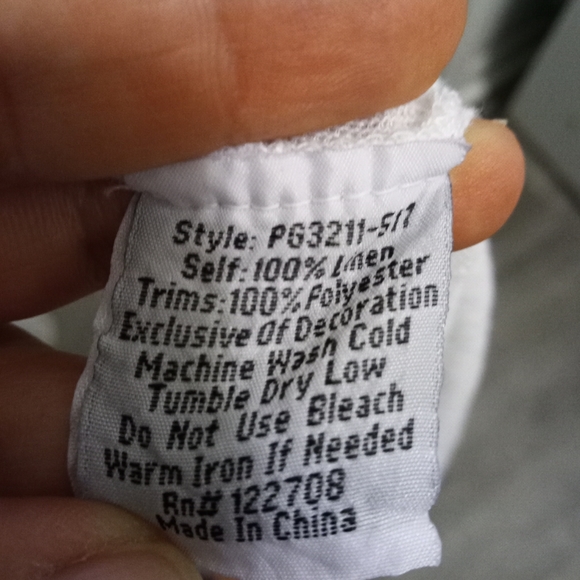 Style: PG3211-517
Self: 100% Linen
Trims: 100% Polyester
Exclusive Of Decoration
Machine Wash Cold
Tumble Dry Low
Do Not Use Bleach
Warm Iron If Needed
Rn# 122708
Made In China